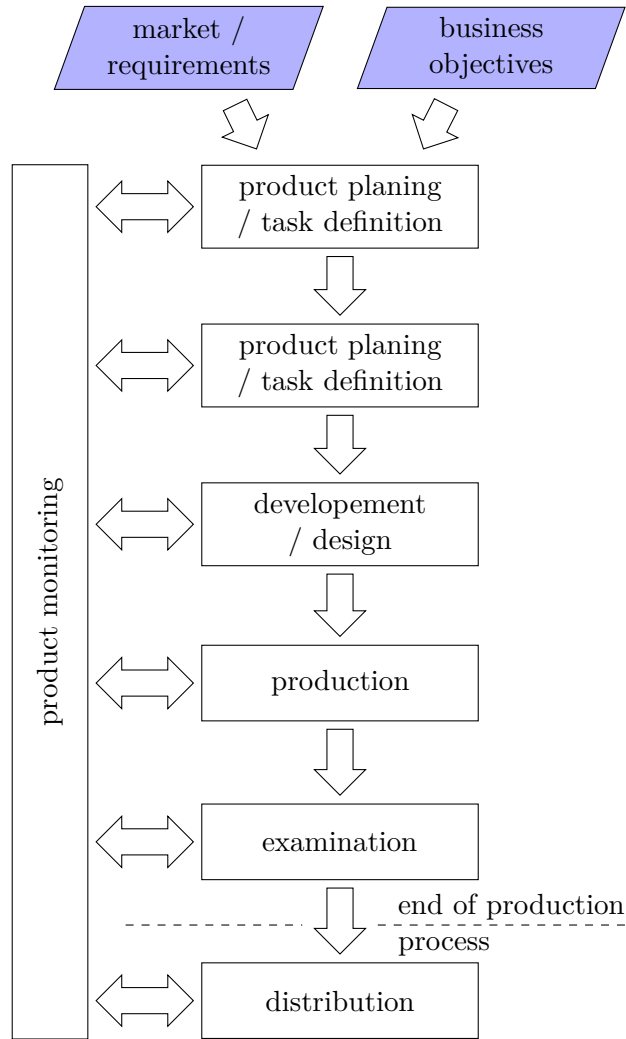 market /
requirements
business
objectives
product planing
/ task definition
product planing
/ task definition
developement
/ design
product monitoring
production
examination
end of production
process
distribution